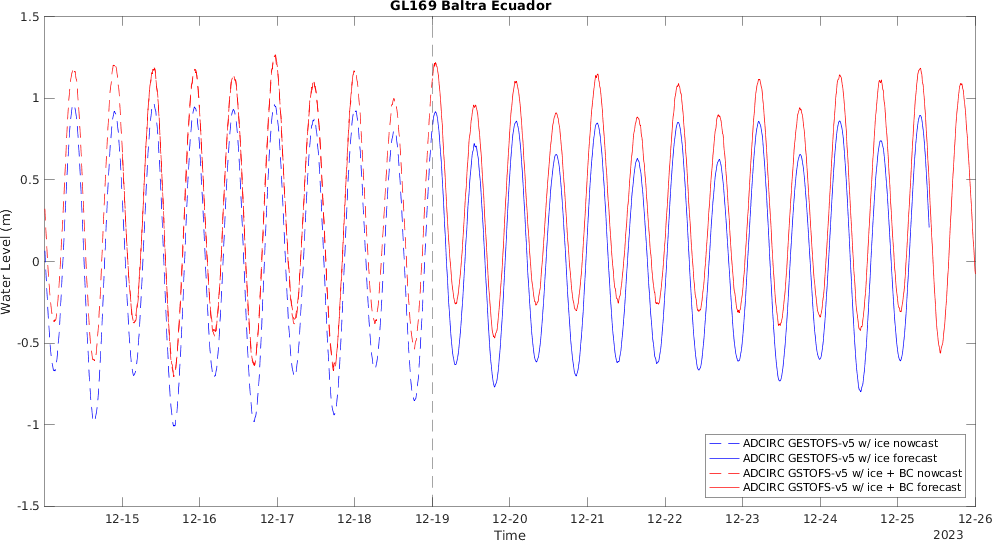 GL169 Baltra Ecuador
1.5
1
0.5
0
-0.5
-1
-1.5
Water Level (m)
ADCIRC GESTOFS-v5 w/ ice nowcast
ADCIRC GESTOFS-v5 w/ ice forecast
ADCIRC GSTOFS-v5 w/ ice + BC nowcast
ADCIRC GSTOFS-v5 w/ ice + BC forecast
12-15 12-16 12-17 12-18 12-19 12-20 12-21 12-22 12-23 12-24 12-25 12-26
Time
2023